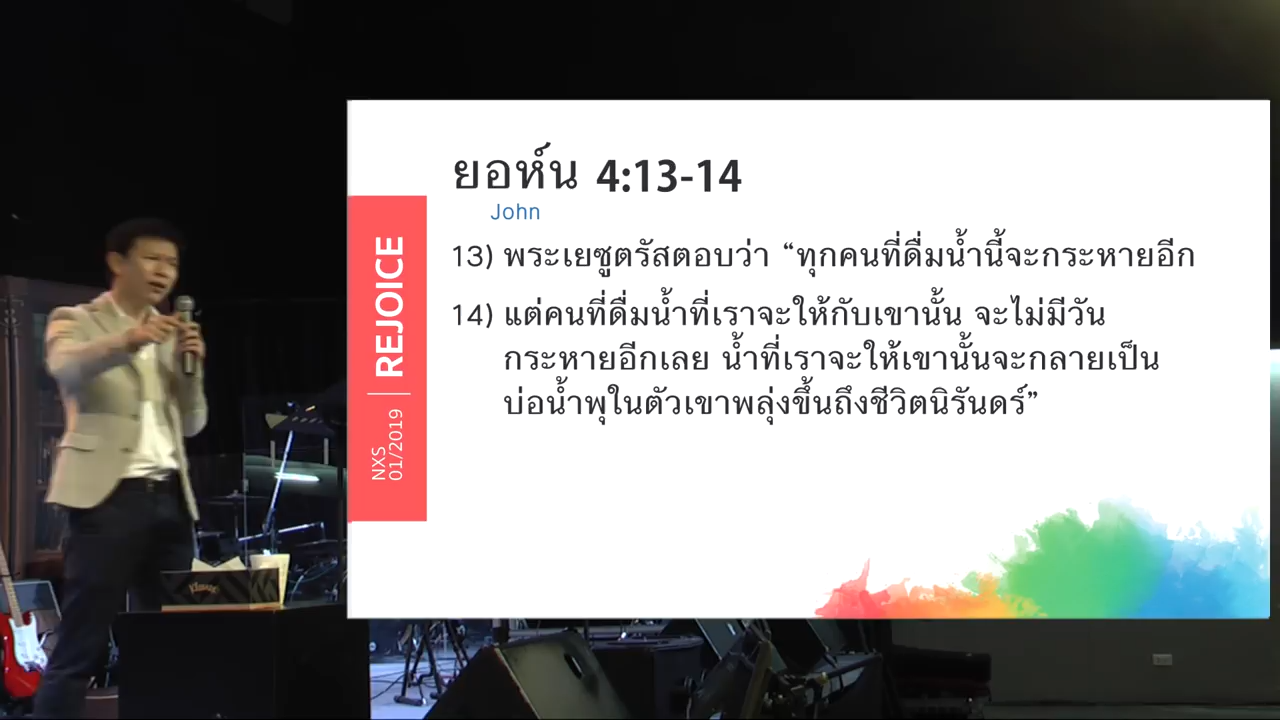 ยอห์น 4:13-14
John
13) พระเยซูตรัสตอบว่า “ทุกคนที่ดื่มน้ำนี้จะกระหายอีก
14) แต่คนที่ดื่มน้ำที่เราจะให้กับเขานั้น จะไม่มีวัน
กระหายอีกเลย น้ำที่เราจะให้เขานั้นจะกลายเป็น
บ่อน้ำพุในตัวเขาพลุ่งขึ้นถึงชีวิตนิรันดร์”
NXS
01/2019
REJOICE
Kleenex